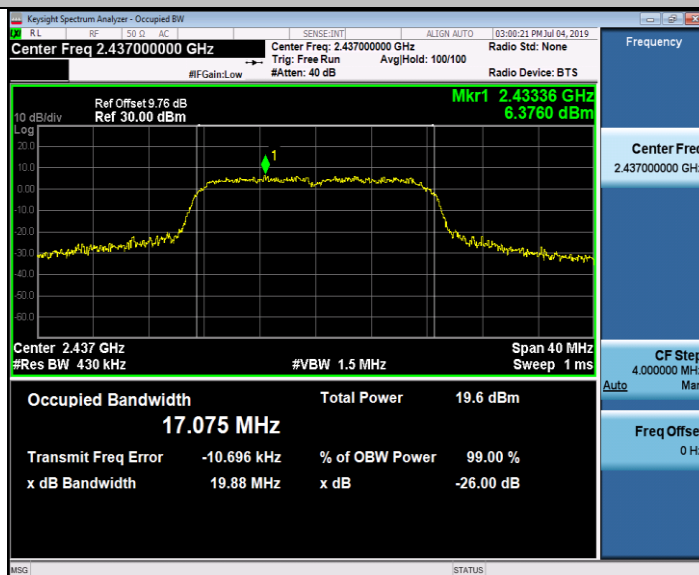 Keysight Spectrum Analyzer - Occupied BW
LXI RL RF 50 Ω AC SENSE:INT ALIGN AUTO 03:00:21 PM Jul 04, 2019
Center Freq 2.437000000 GHz
Center Freq: 2.437000000 GHz Radio Std: None
Trig: Free Run Avg|Hold: 100/100
#IFGain:Low #Atten: 40 dB Radio Device: BTS
Frequency
Mkr1 2.43336 GHz
6.3760 dBm
Ref Offset 9.76 dB
10 dB/div Ref 30.00 dBm
Log
1
20.0
10.0
0.00
-10.0
-20.0
-30.0
-40.0
-50.0
-60.0
Center Freq
2.437000000 GHz
Center 2.437 GHz Span 40 MHz
#Res BW 430 kHz #VBW 1.5 MHz Sweep 1 ms
CF Step
4.000000 MHz
Auto Man
Occupied Bandwidth Total Power 19.6 dBm
17.075 MHz
Transmit Freq Error -10.696 kHz % of OBW Power 99.00 %
x dB Bandwidth 19.88 MHz x dB -26.00 dB
Freq Offset
0 Hz
MSG STATUS